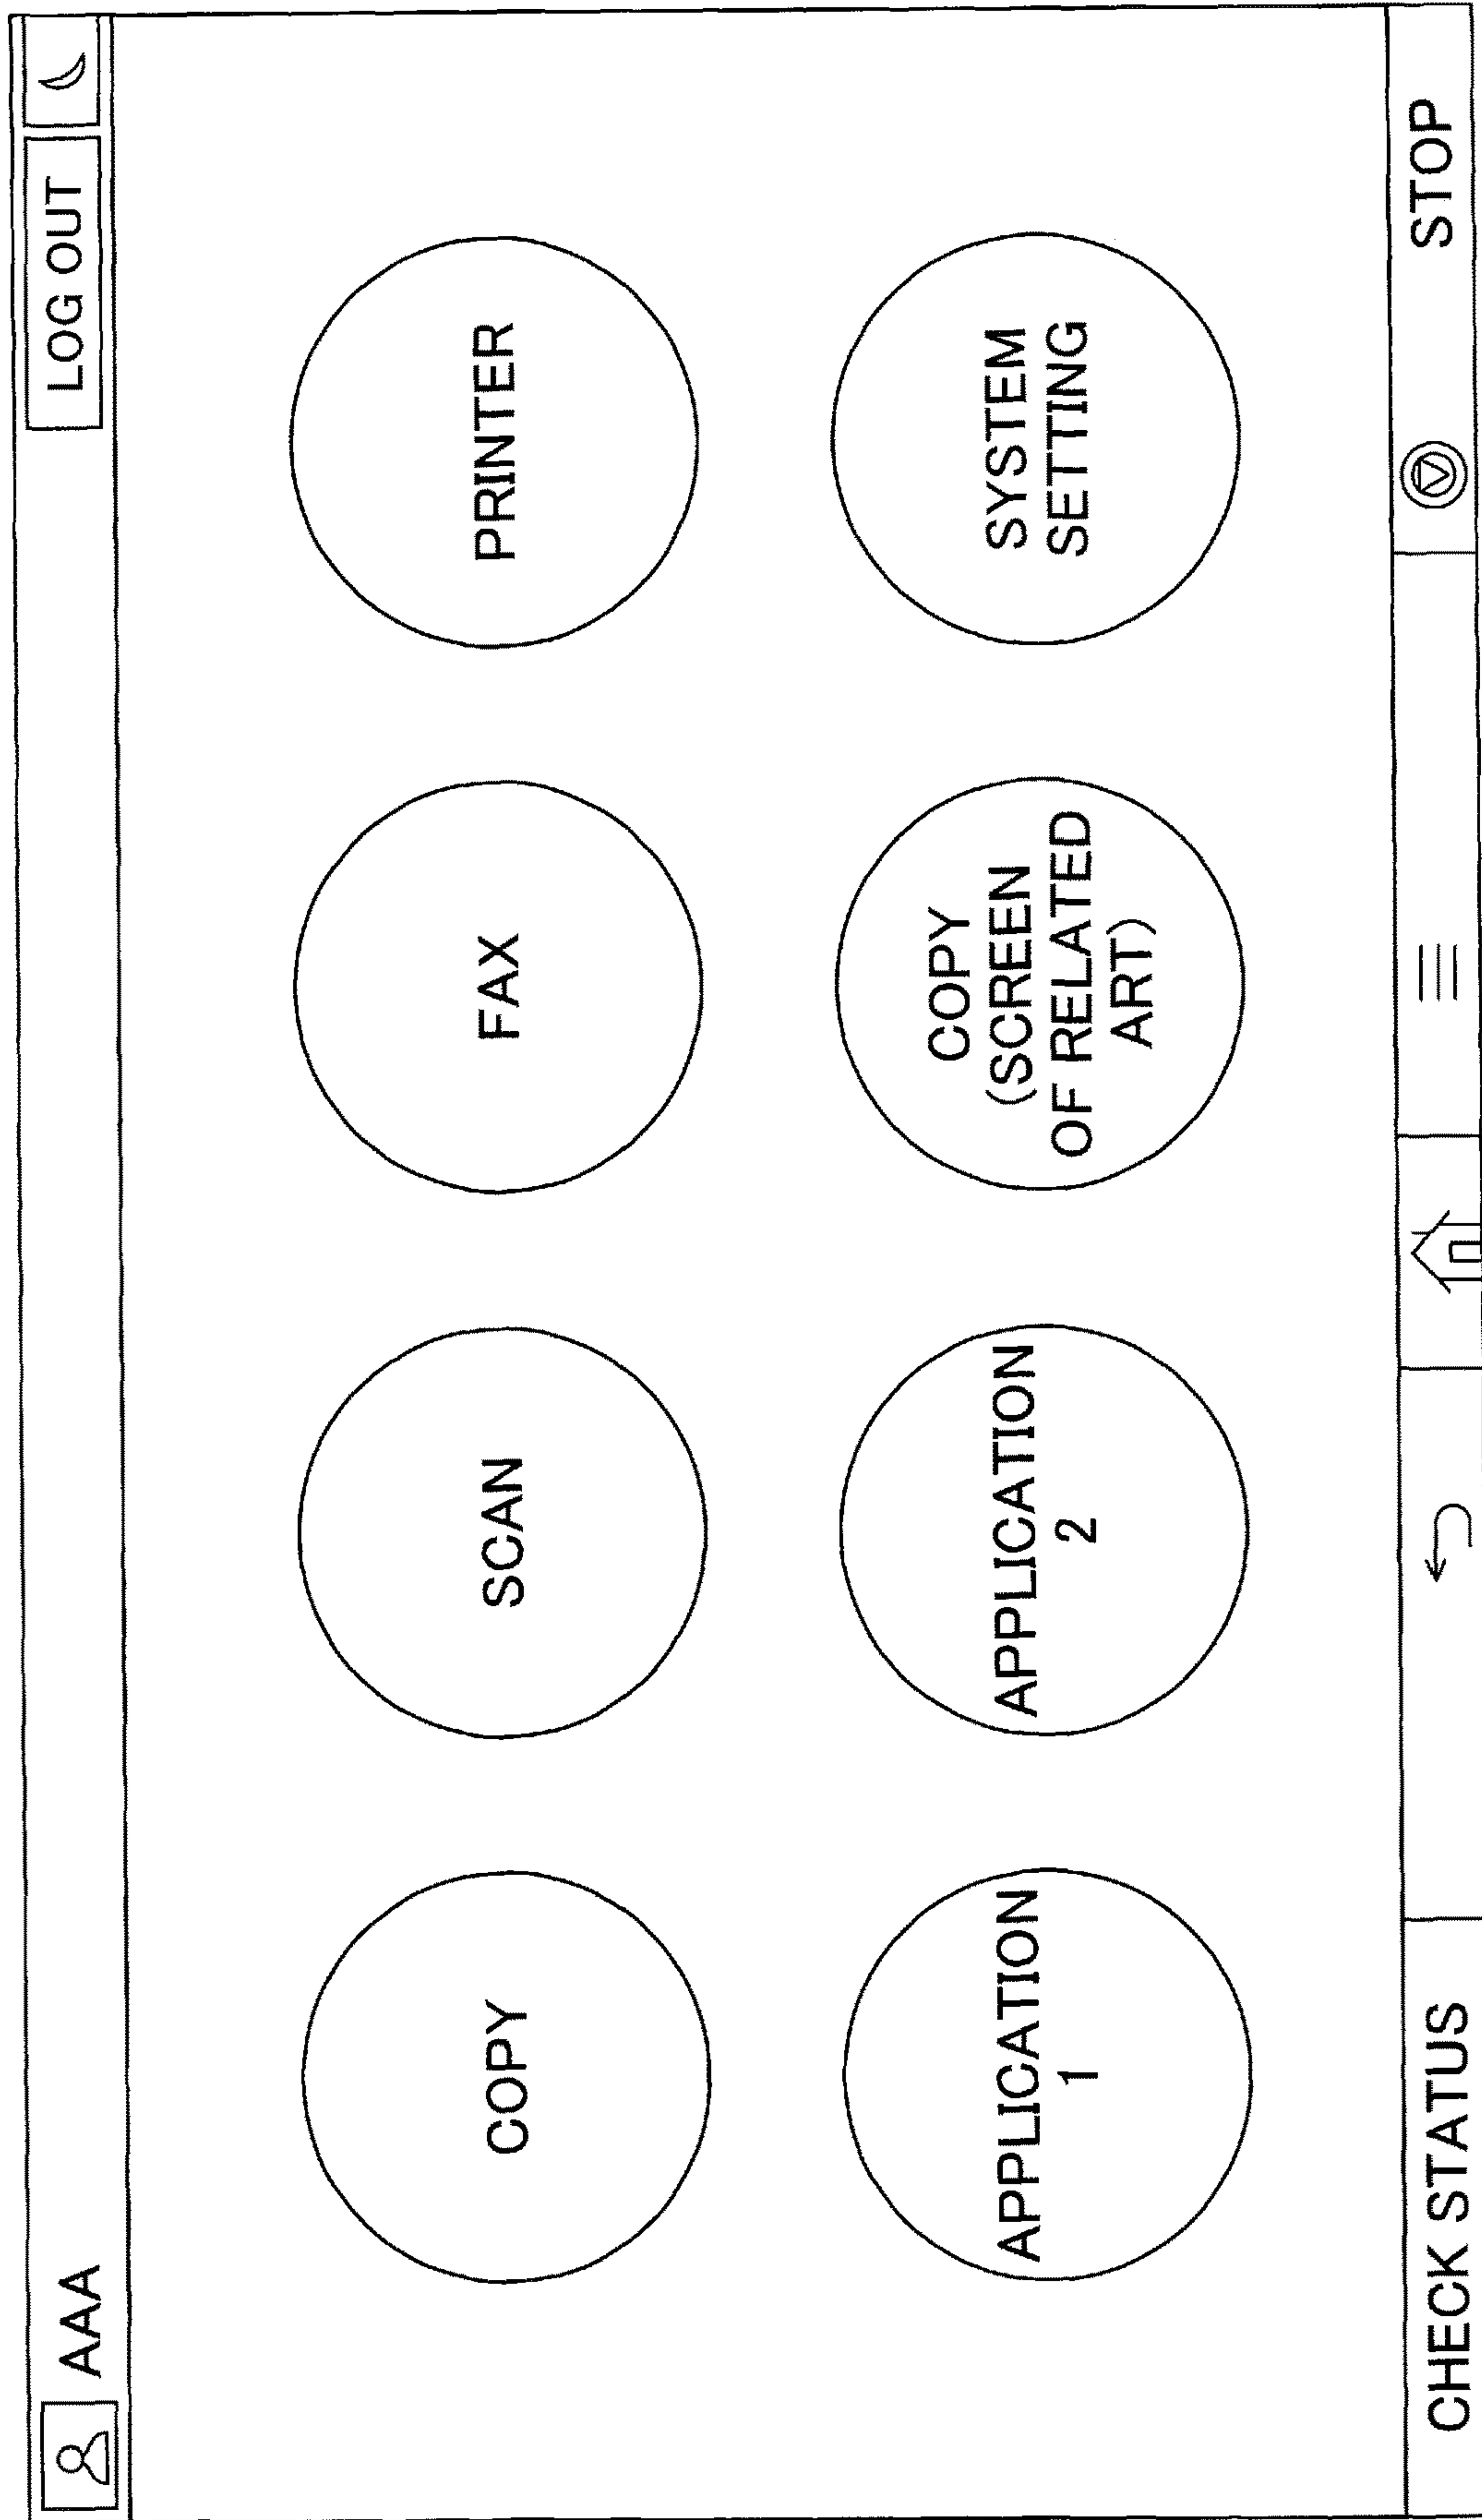 AAA
LOG OUT
COPY
SCAN
FAX
PRINTER
APPLICATION
1
APPLICATION
2
COPY
(SCREEN
OF RELATED
ART)
SYSTEM
SETTING
CHECK STATUS
STOP